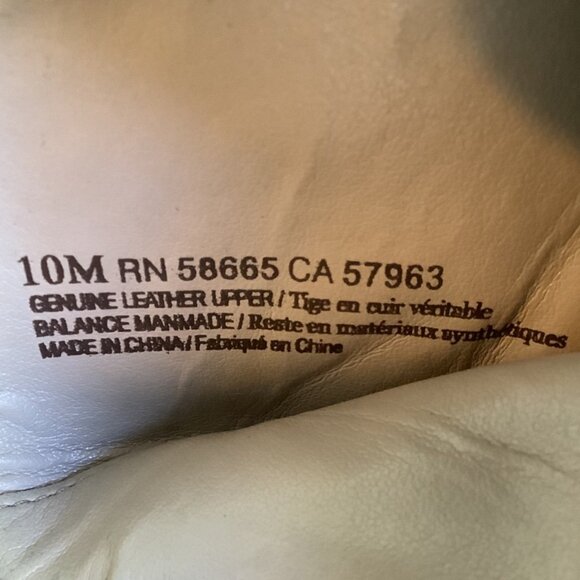 10M RN 58665 CA 57963
GENUINE LEATHER UPPER / Tige en cuir véritable
BALANCE MANMADE / Reste en matériaux synthétiques
MADE IN CHINA / Fabriqué en Chine